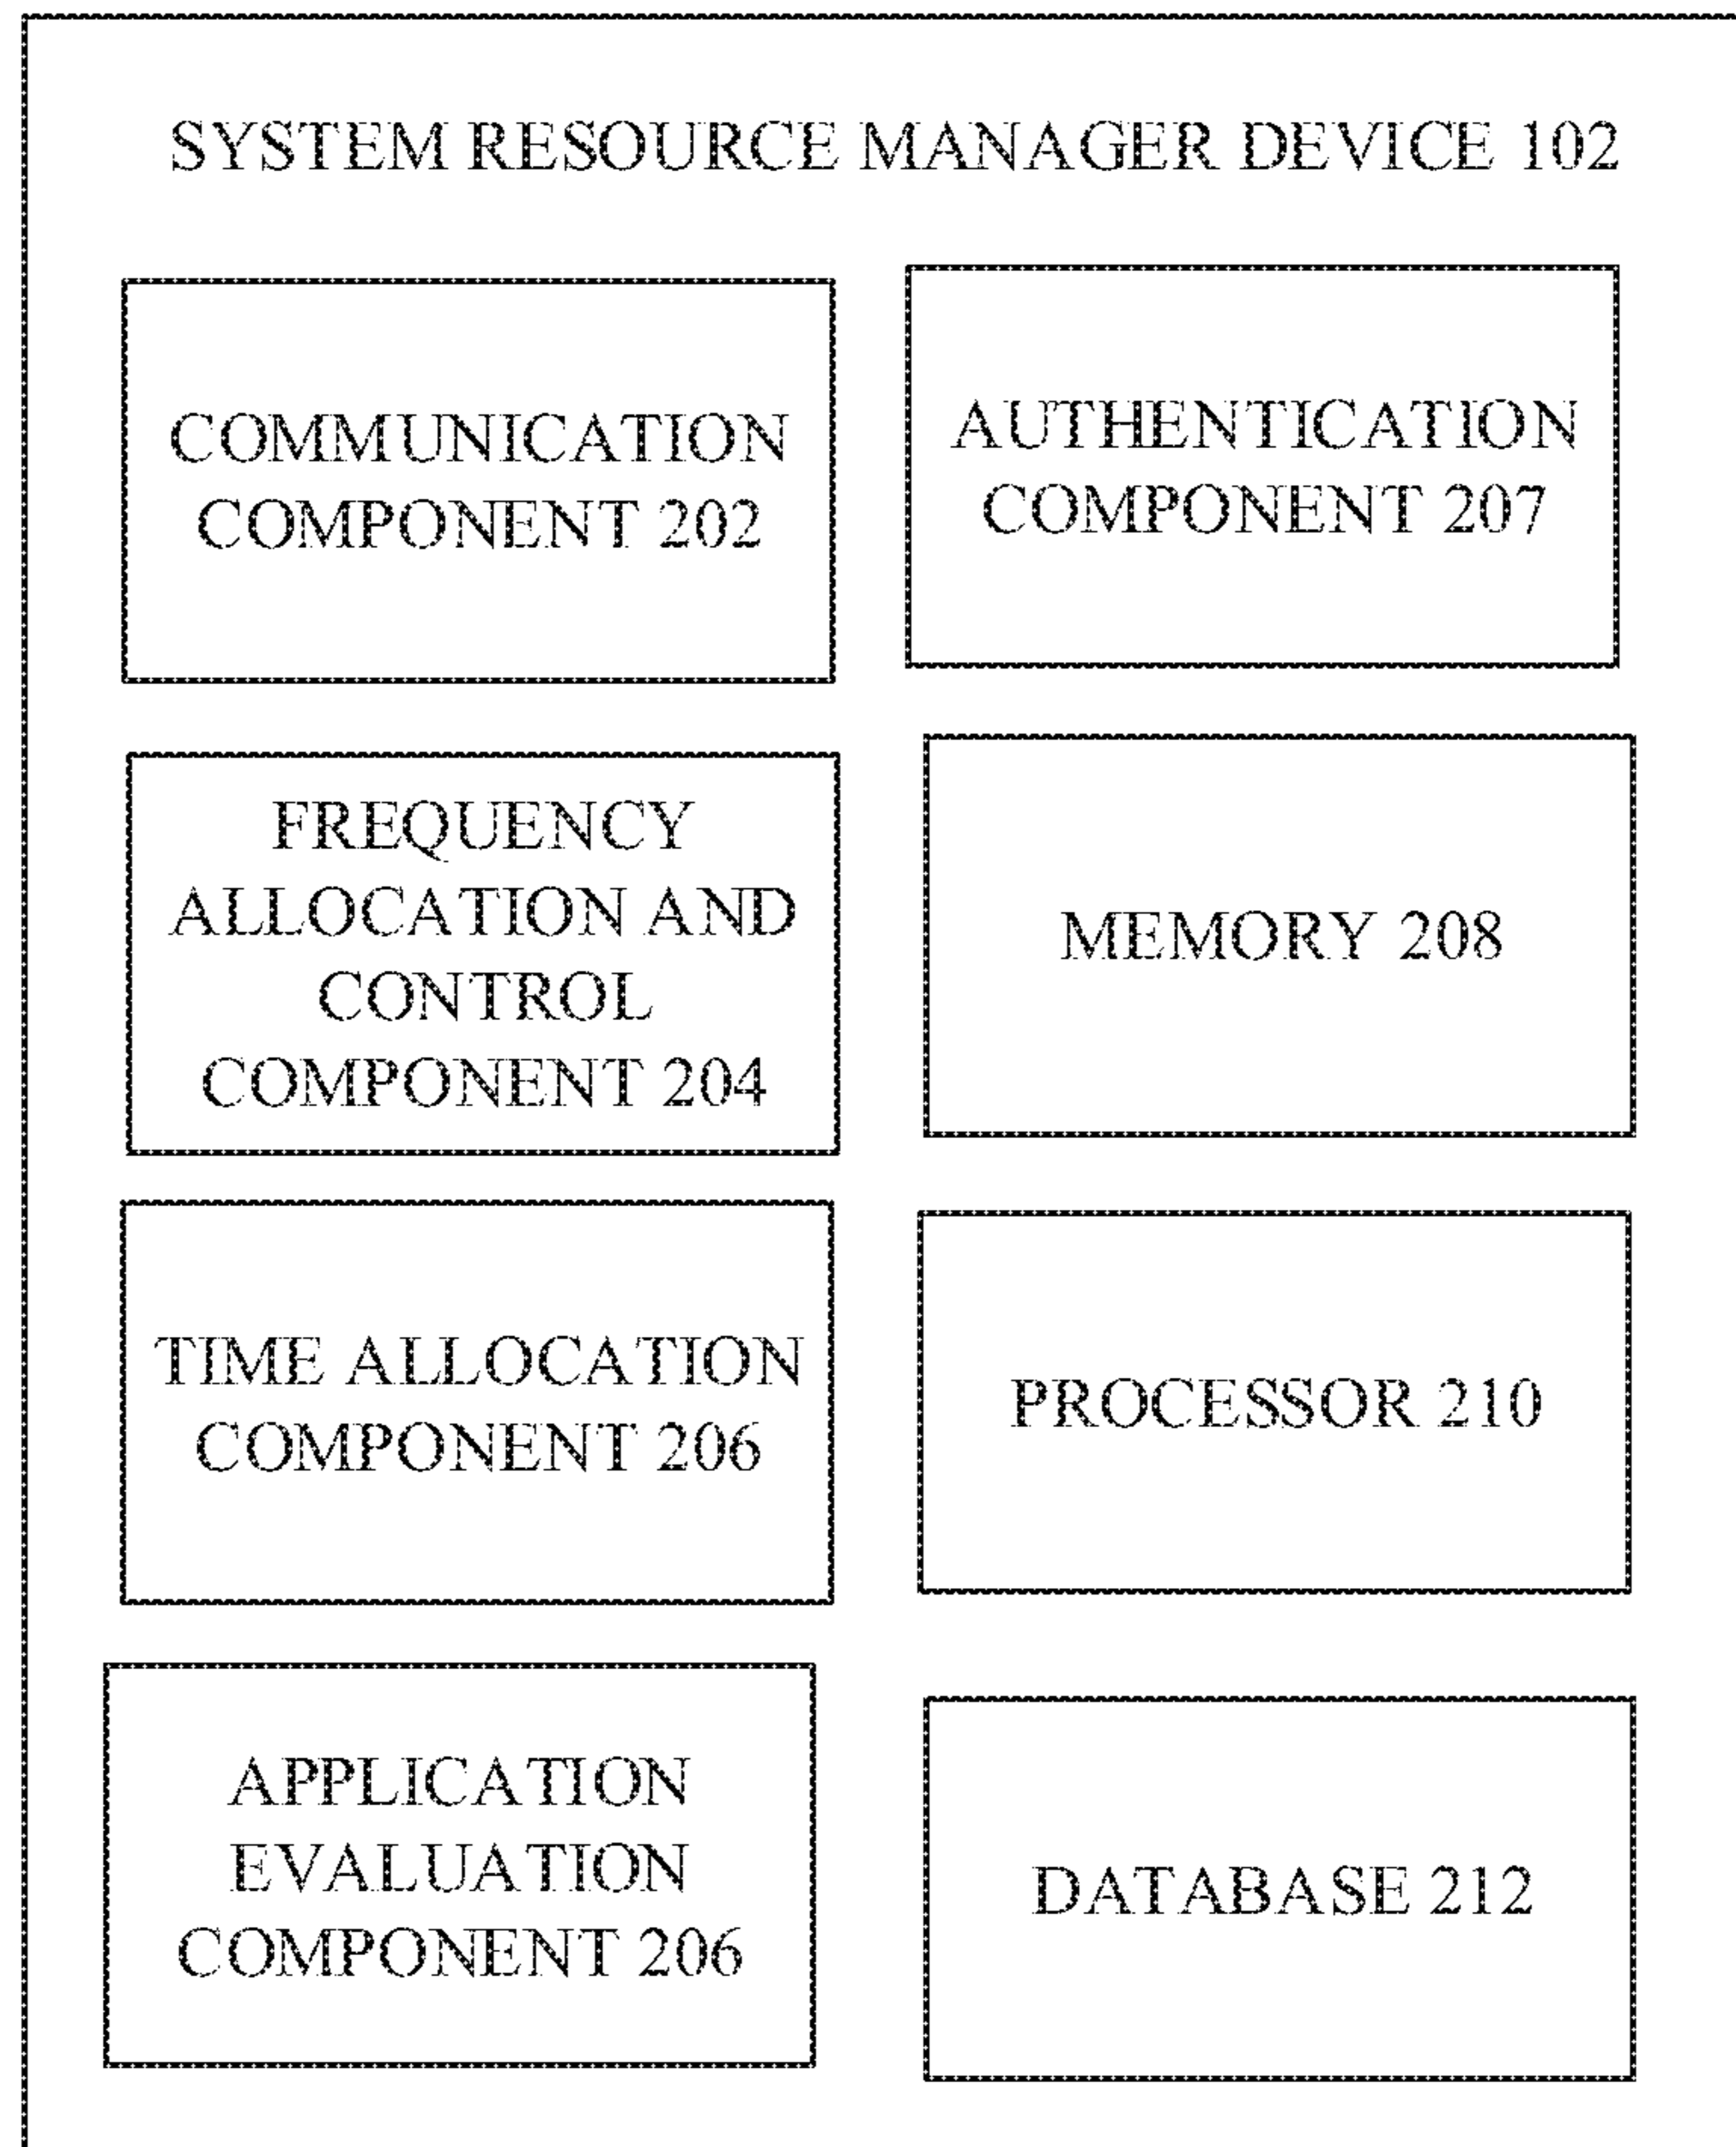 SYSTEM RESOURCE MANAGER DEVICE 102
COMMUNICATION
COMPONENT 202
AUTHENTICATION
COMPONENT 207
FREQUENCY
ALLOCATION AND
CONTROL
COMPONENT 204
MEMORY 208
TIME ALLOCATION
COMPONENT 206
PROCESSOR 210
APPLICATION
EVALUATION
COMPONENT 206
DATABASE 212